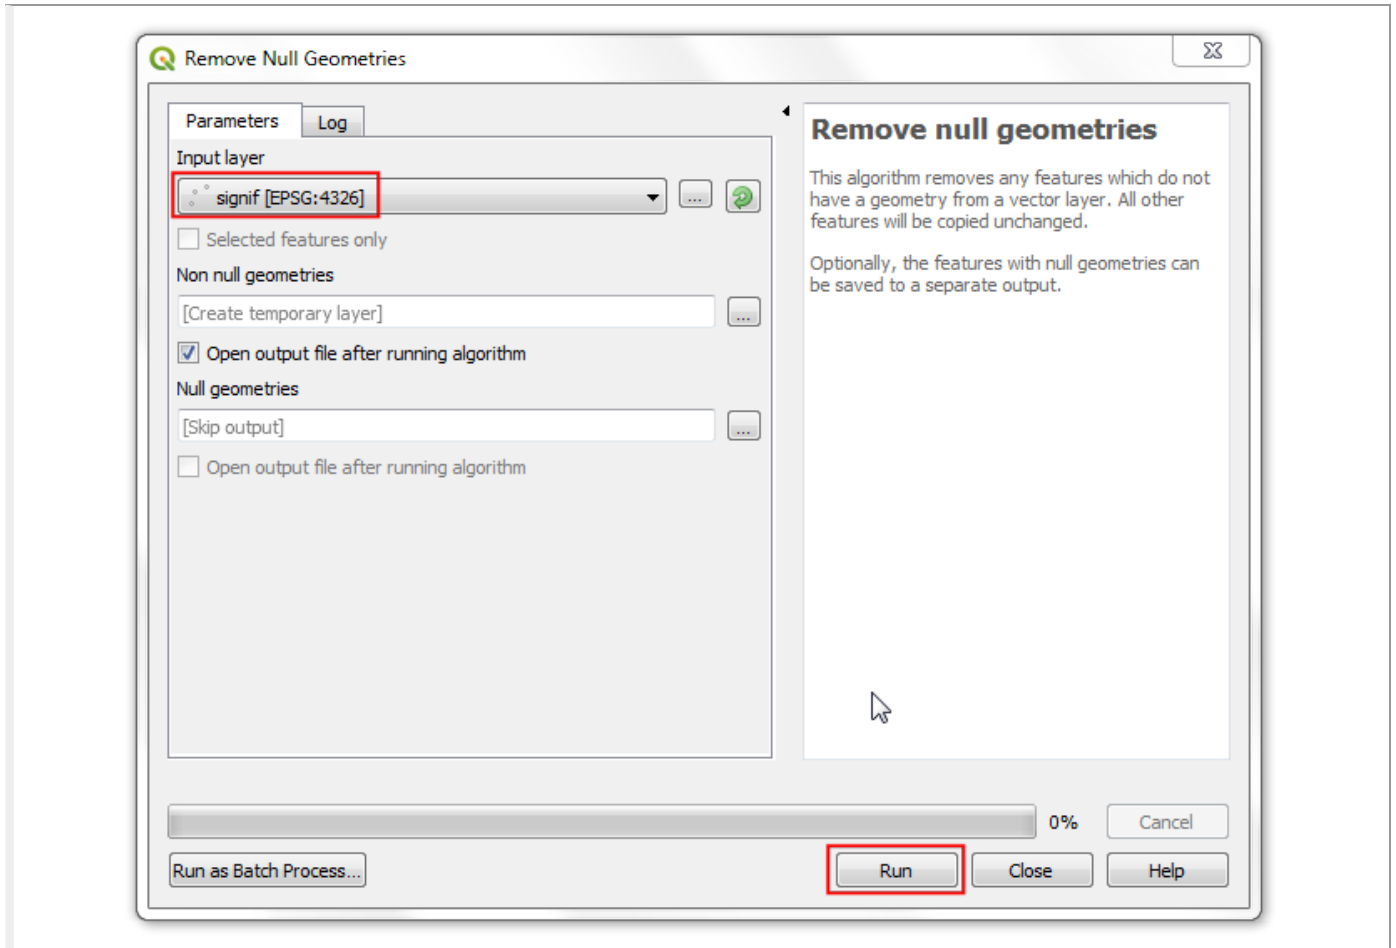 Remove Null Geometries
Parameters
Log
Input layer
signif [EPSG:4326]
...
Selected features only
Non null geometries
[Create temporary layer]
...
Open output file after running algorithm
Null geometries
[Skip output]
...
Open output file after running algorithm
Remove null geometries
This algorithm removes any features which do not
have a geometry from a vector layer. All other
features will be copied unchanged.
Optionally, the features with null geometries can
be saved to a separate output.
0%
Cancel
Run as Batch Process...
Run
Close
Help